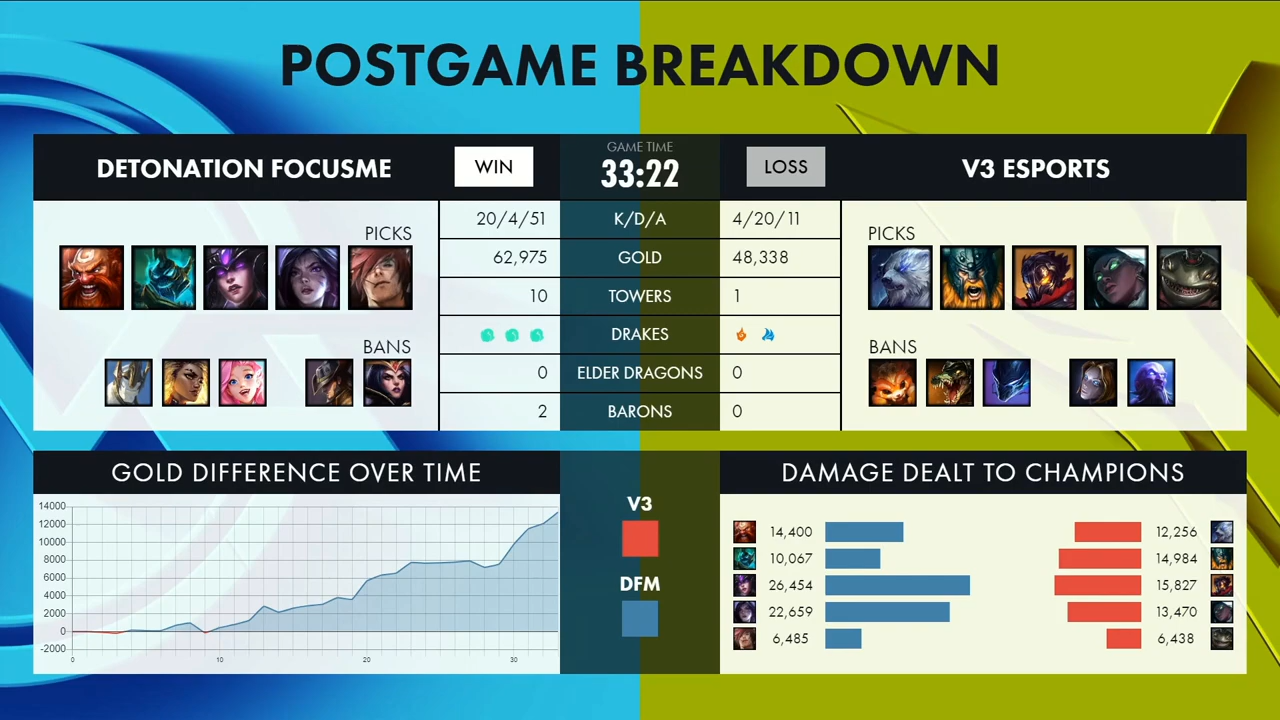 POSTGAME BREAKDOWN
DETONATION FOCUSME
WIN
GAME TIME
33:22
LOSS
V3 ESPORTS
PICKS
BANS
20/4/51 K/D/A 4/20/11
62,975 GOLD 48,338
10 TOWERS 1
DRAKES
0 ELDER DRAGONS 0
2 BARONS 0
PICKS
BANS
GOLD DIFFERENCE OVER TIME
14000
12000
10000
8000
6000
4000
2000
0
-2000
0 10 20 30
V3
DFM
DAMAGE DEALT TO CHAMPIONS
14,400 12,256
10,067 14,984
26,454 15,827
22,659 13,470
6,485 6,438